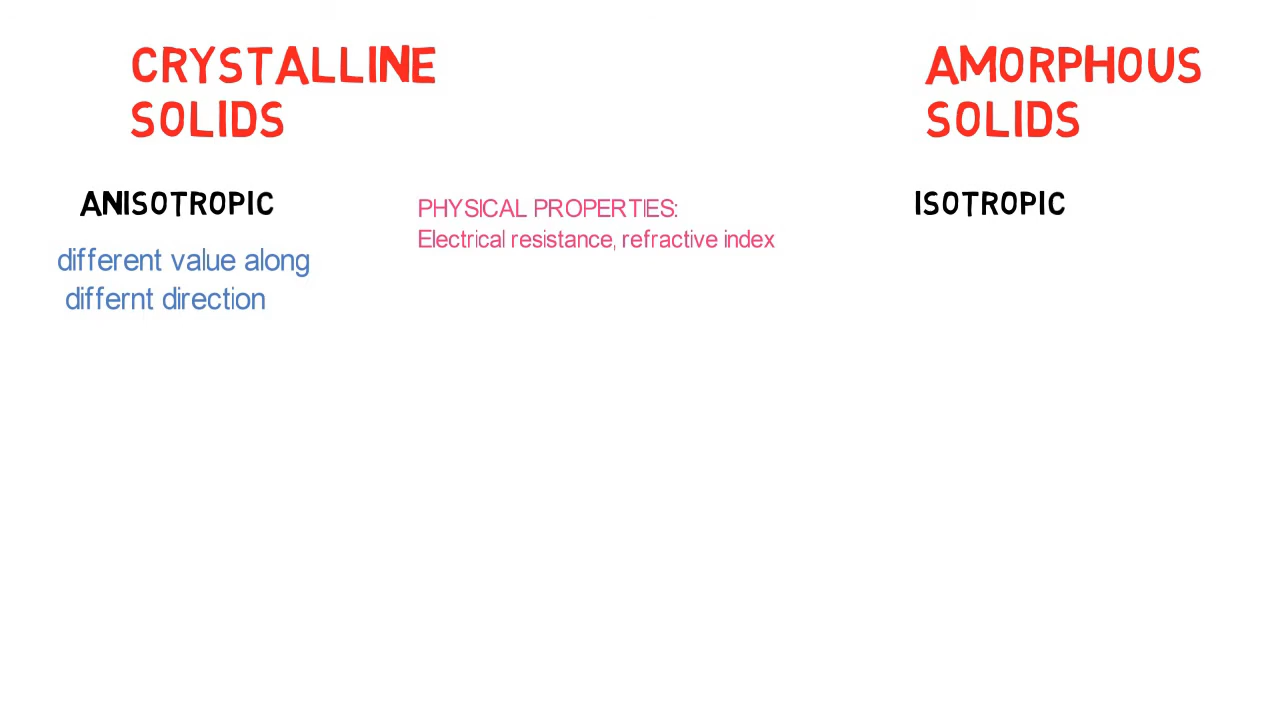 CRYSTALLINE
SOLIDS
AMORPHOUS
SOLIDS
ANISOTROPIC
different value along
differnt direction
PHYSICAL PROPERTIES:
Electrical resistance, refractive index
ISOTROPIC